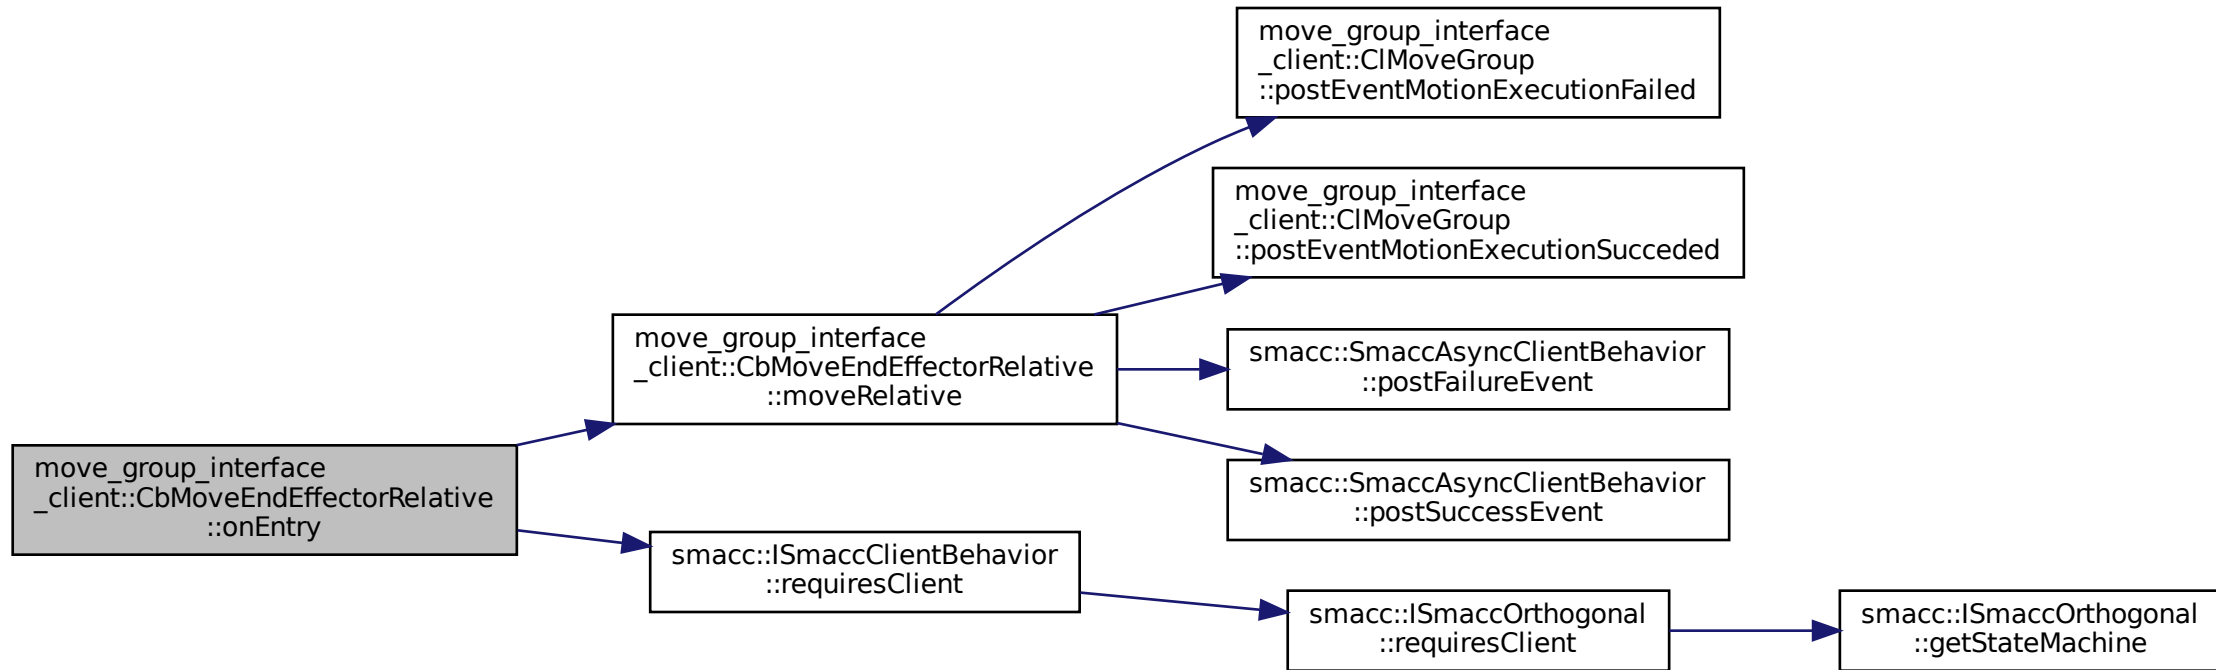 move_group_interface
_client::ClMoveGroup
::postEventMotionExecutionFailed
move_group_interface
_client::ClMoveGroup
::postEventMotionExecutionSucceded
move_group_interface
_client::CbMoveEndEffectorRelative
::moveRelative
smacc::SmaccAsyncClientBehavior
::postFailureEvent
move_group_interface
_client::CbMoveEndEffectorRelative
::onEntry
smacc::SmaccAsyncClientBehavior
::postSuccessEvent
smacc::ISmaccClientBehavior
::requiresClient
smacc::ISmaccOrthogonal
::requiresClient
smacc::ISmaccOrthogonal
::getStateMachine